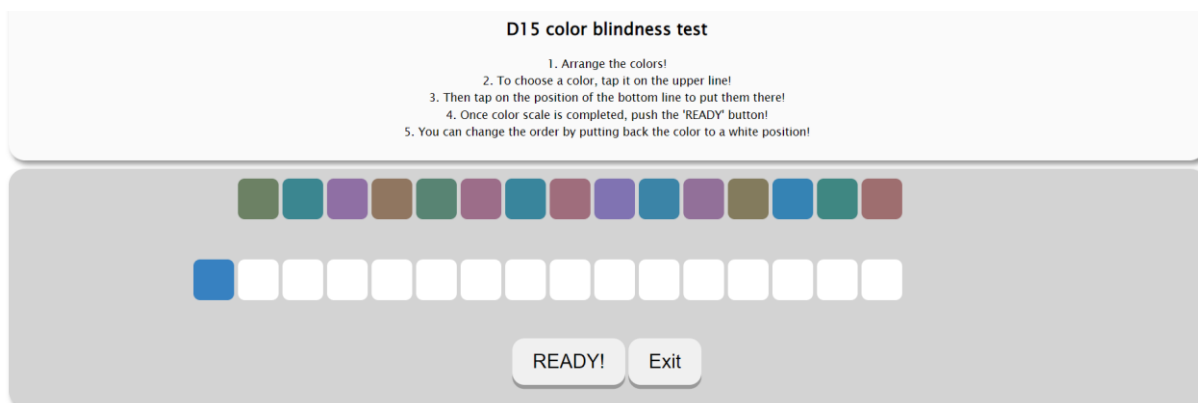 D15 color blindness test
1. Arrange the colors!
2. To choose a color, tap it on the upper line!
3. Then tap on the position of the bottom line to put them there!
4. Once color scale is completed, push the 'READY' button!
5. You can change the order by putting back the color to a white position!
READY! Exit